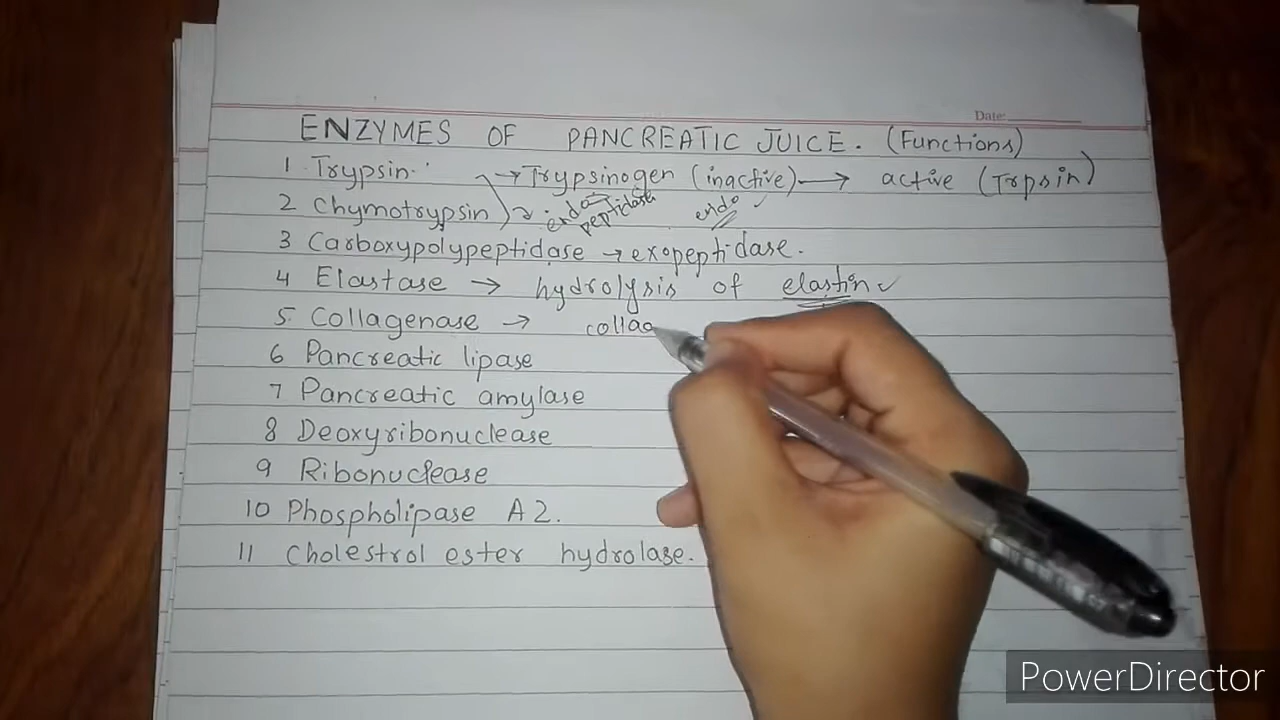 Date:
ENZYMES OF PANCREATIC JUICE. (Functions)
1 Trypsin. → Trypsinogen (inactive) → active (Trpsin)
2 Chymotrypsin → endo peptidase endo ✓
3 Carboxypolypeptidase → exopeptidase.
4 Elastase → hydrolysis of elastin ✓
5. Collagenase → collag
6 Pancreatic lipase
7 Pancreatic amylase
8 Deoxyribonuclease
9 Ribonuclease
10 Phospholipase A2.
11 Cholestrol ester hydrolase.
PowerDirector